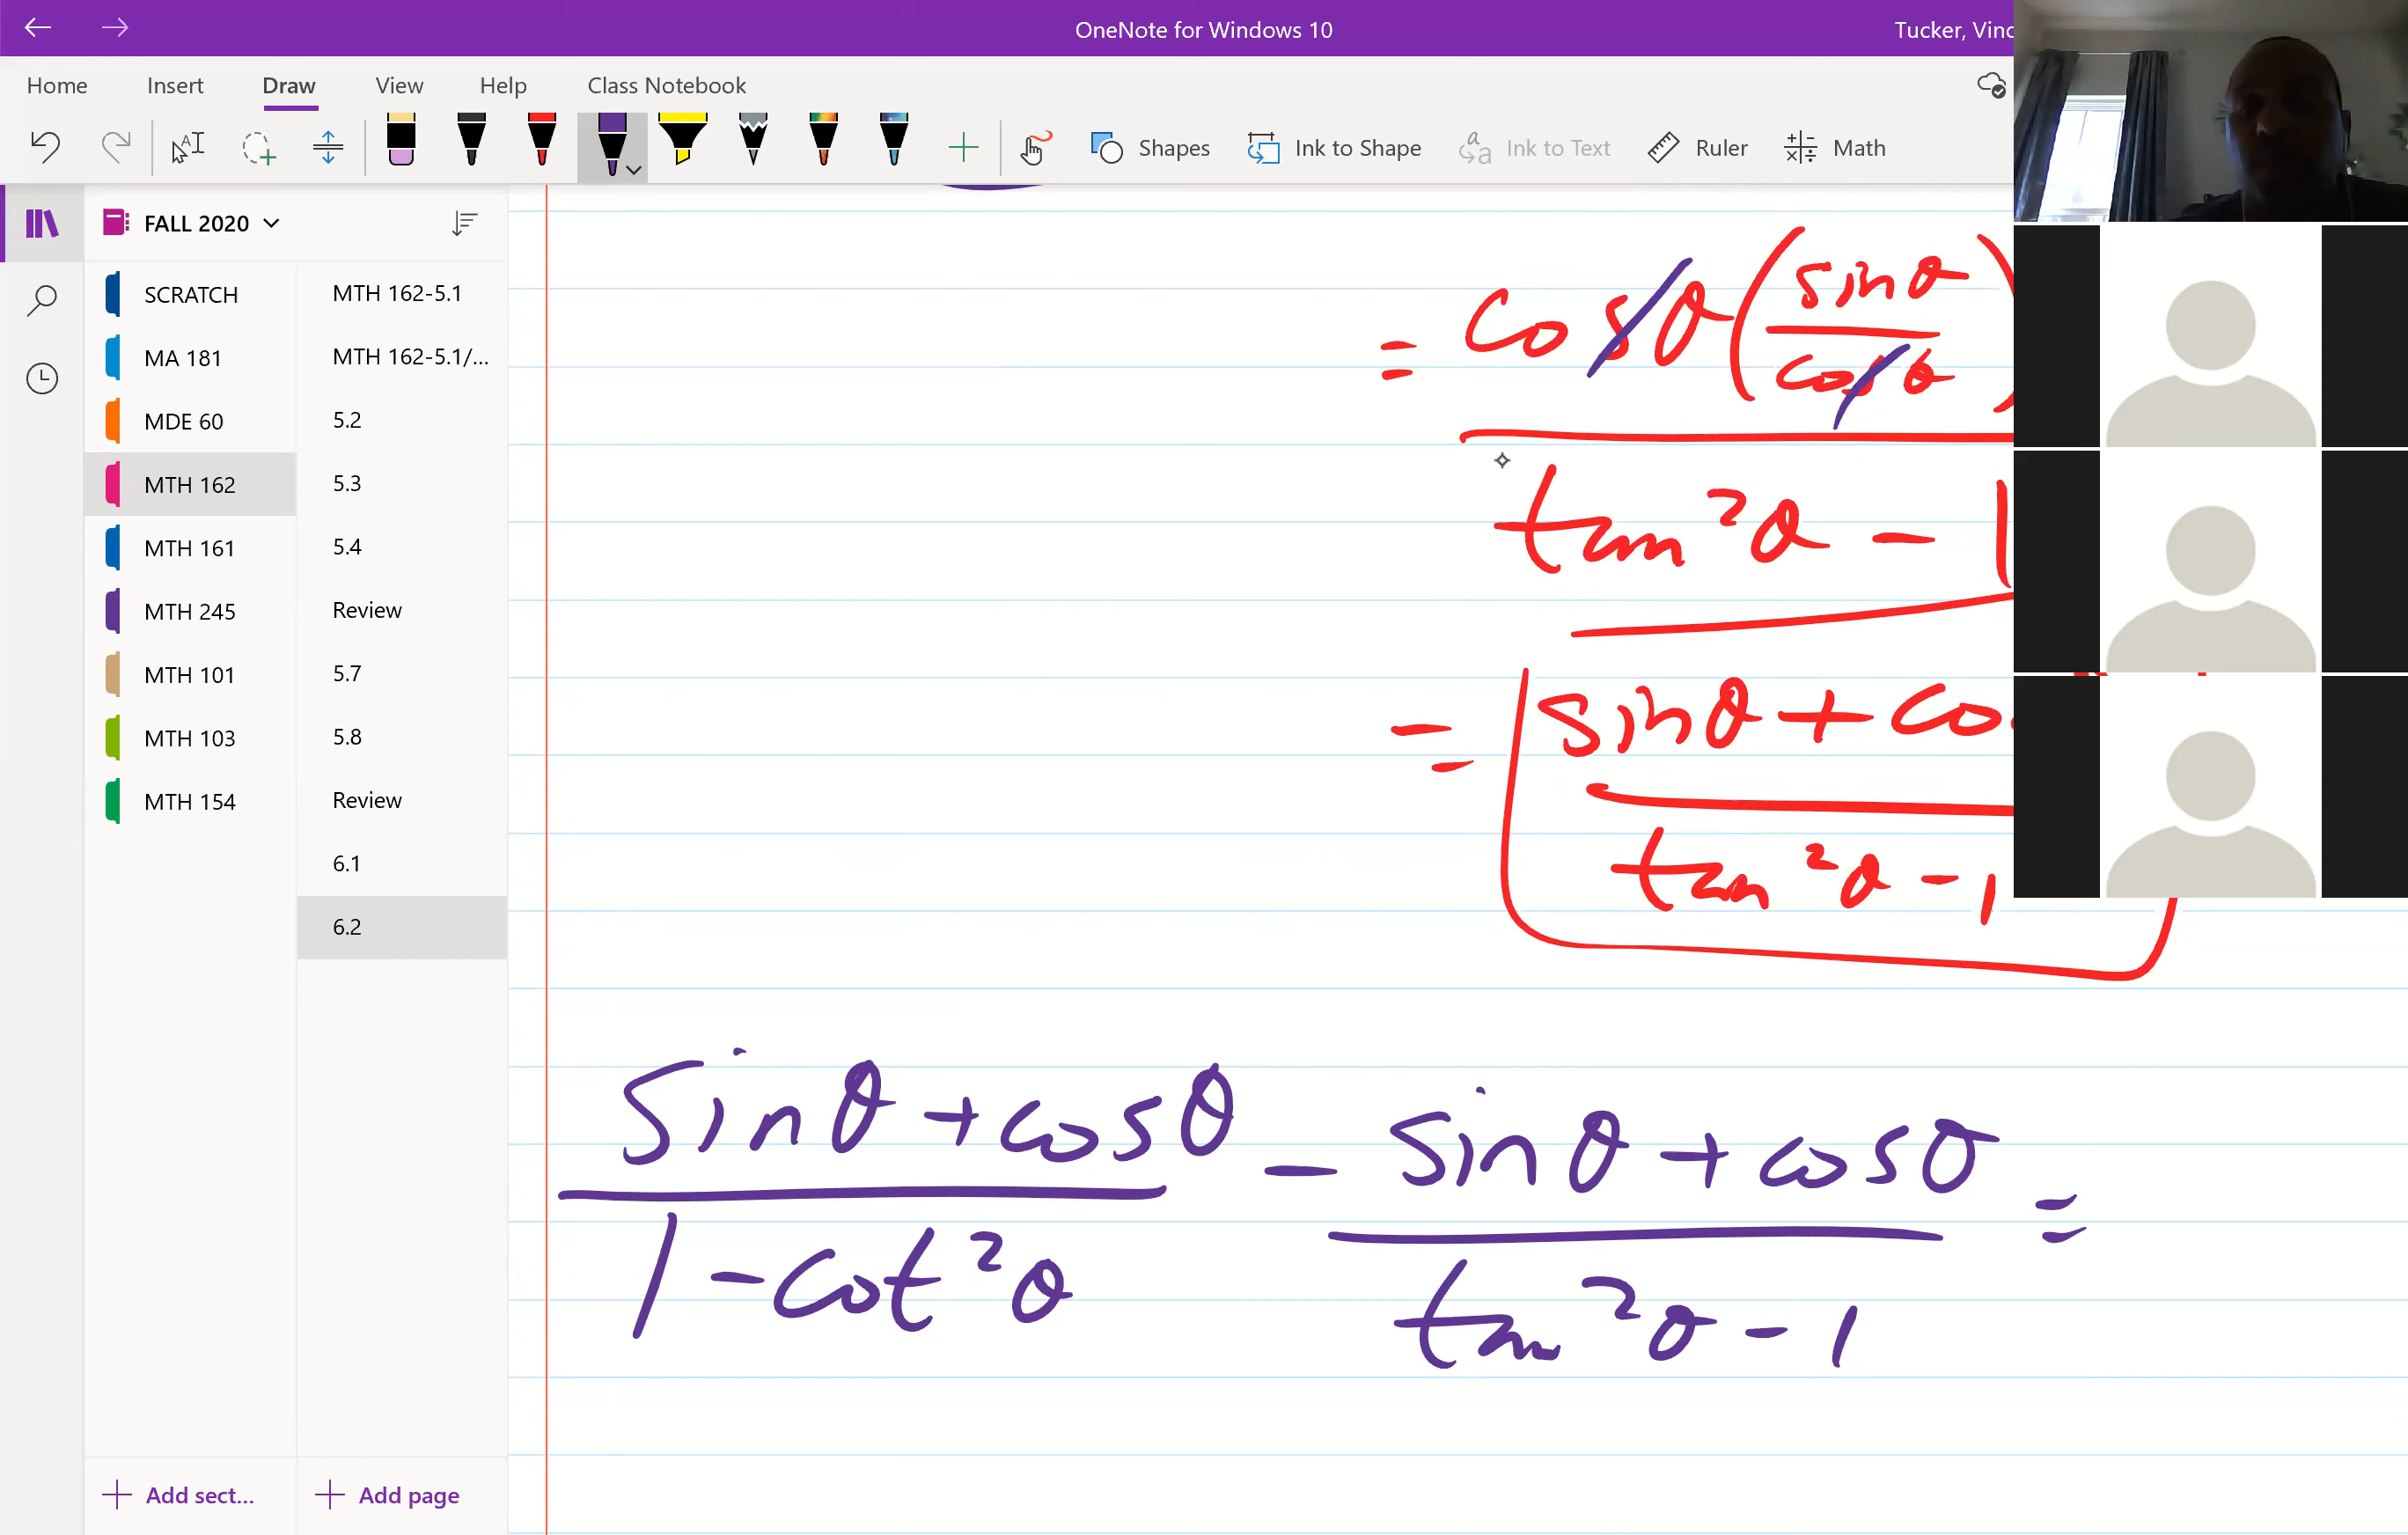 OneNote for Windows 10
Tucker, Vinc
Home Insert Draw View Help Class Notebook
Shapes Ink to Shape Ink to Text Ruler Math
FALL 2020
SCRATCH
MA 181
MDE 60
MTH 162
MTH 161
MTH 245
MTH 101
MTH 103
MTH 154
Add sect...
MTH 162-5.1
MTH 162-5.1/...
5.2
5.3
5.4
Review
5.7
5.8
Review
6.1
6.2
Add page
= cosθ(sinθ/cosθ)
tan²θ - 1
= sinθ + co
tan²θ - 1
sinθ + cosθ - sinθ + cosθ =
1 - cot²θ tan²θ - 1